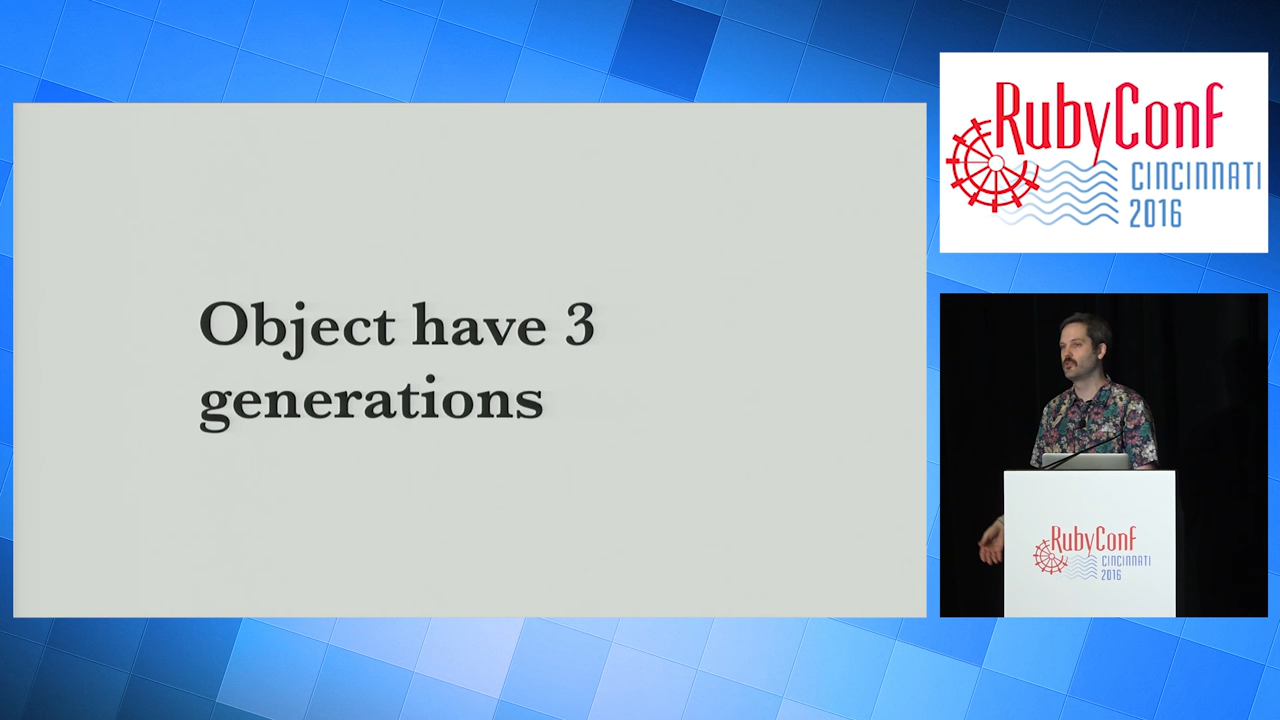 Object have 3
generations
RubyConf
CINCINNATI
2016
RubyConf
CINCINNATI
2016